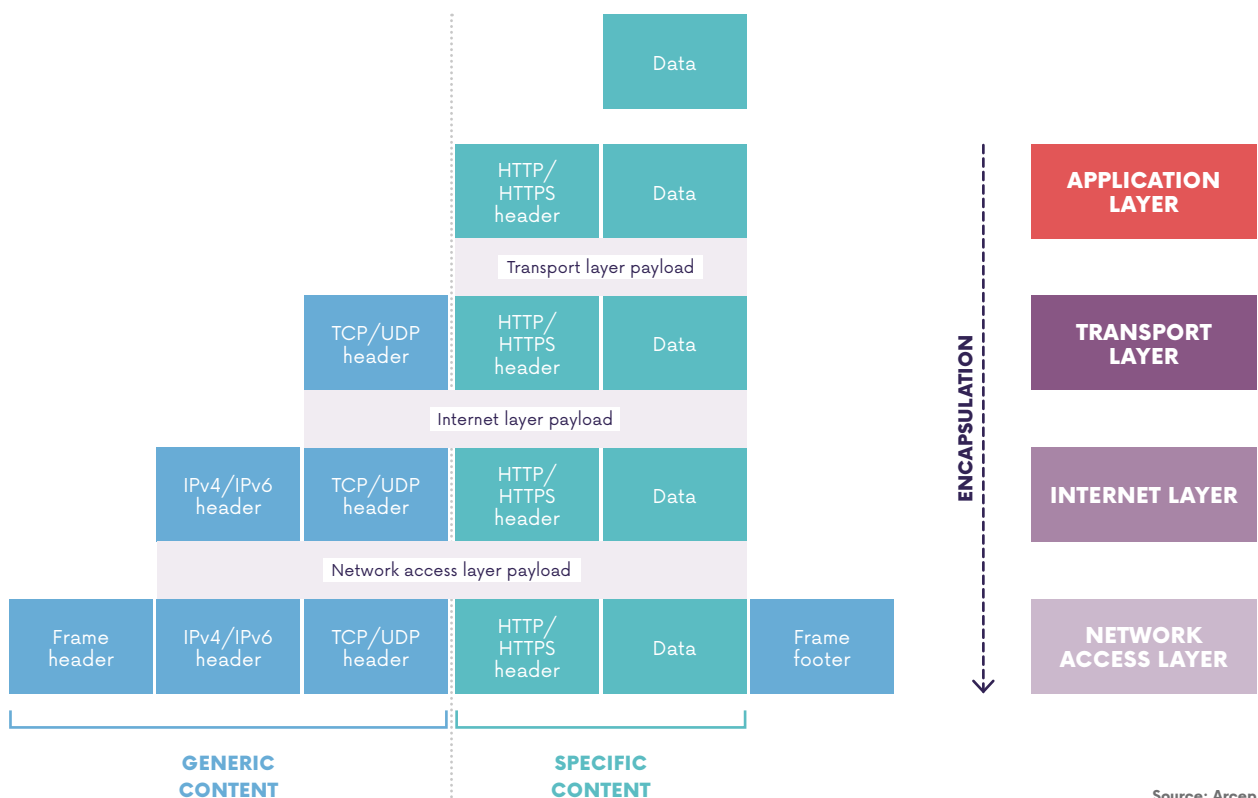 Data
HTTP/
HTTPS
header
Data
APPLICATION
LAYER
Transport layer payload
TCP/UDP
header
HTTP/
HTTPS
header
Data
TRANSPORT
LAYER
ENCAPSULATION
Internet layer payload
IPv4/IPv6
header
TCP/UDP
header
HTTP/
HTTPS
header
Data
INTERNET LAYER
Network access layer payload
Frame
header
IPv4/IPv6
header
TCP/UDP
header
HTTP/
HTTPS
header
Data
Frame
footer
NETWORK
ACCESS LAYER
GENERIC
CONTENT
SPECIFIC
CONTENT
Source: Arcep